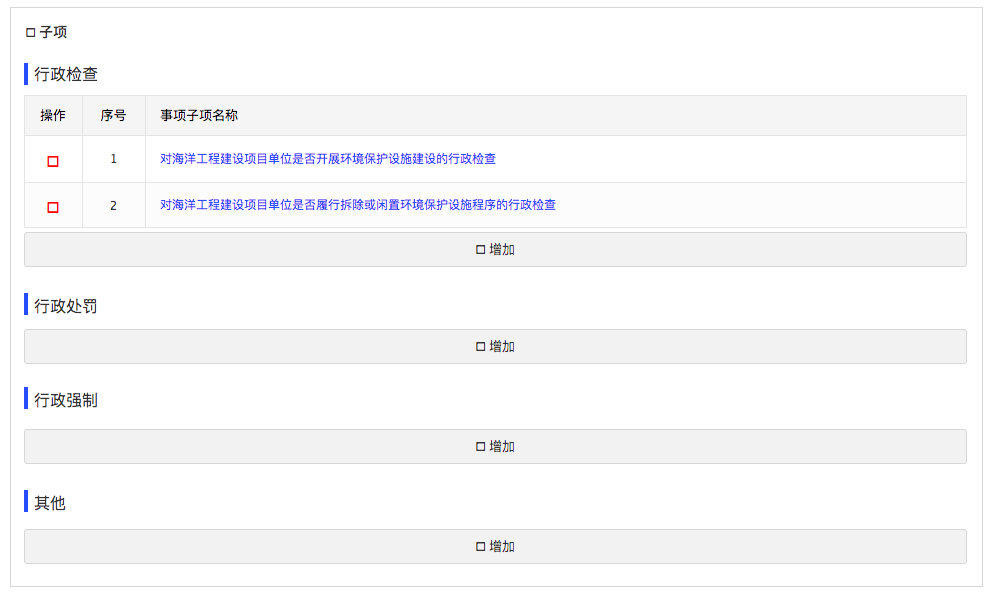 子项
行政检查
操作 序号 事项子项名称
1 对海洋工程建设项目单位是否开展环境保护设施建设的行政检查
2 对海洋工程建设项目单位是否履行拆除或闲置环境保护设施程序的行政检查
增加
行政处罚
增加
行政强制
增加
其他
增加